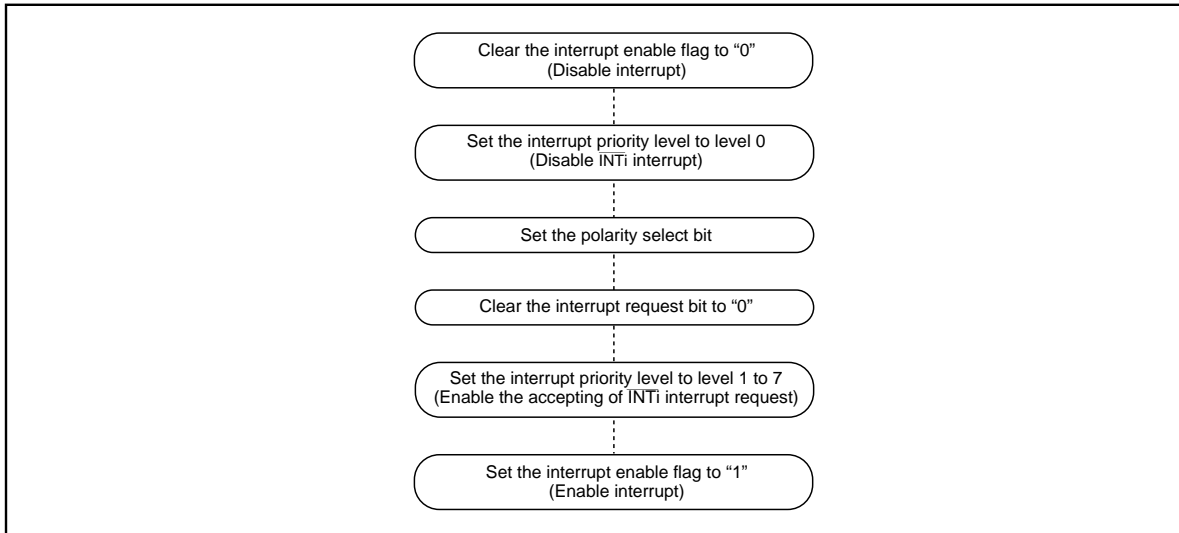 Clear the interrupt enable flag to “0”
(Disable interrupt)
Set the interrupt priority level to level 0
(Disable INTi interrupt)
Set the polarity select bit
Clear the interrupt request bit to “0”
Set the interrupt priority level to level 1 to 7
(Enable the accepting of INTi interrupt request)
Set the interrupt enable flag to “1”
(Enable interrupt)